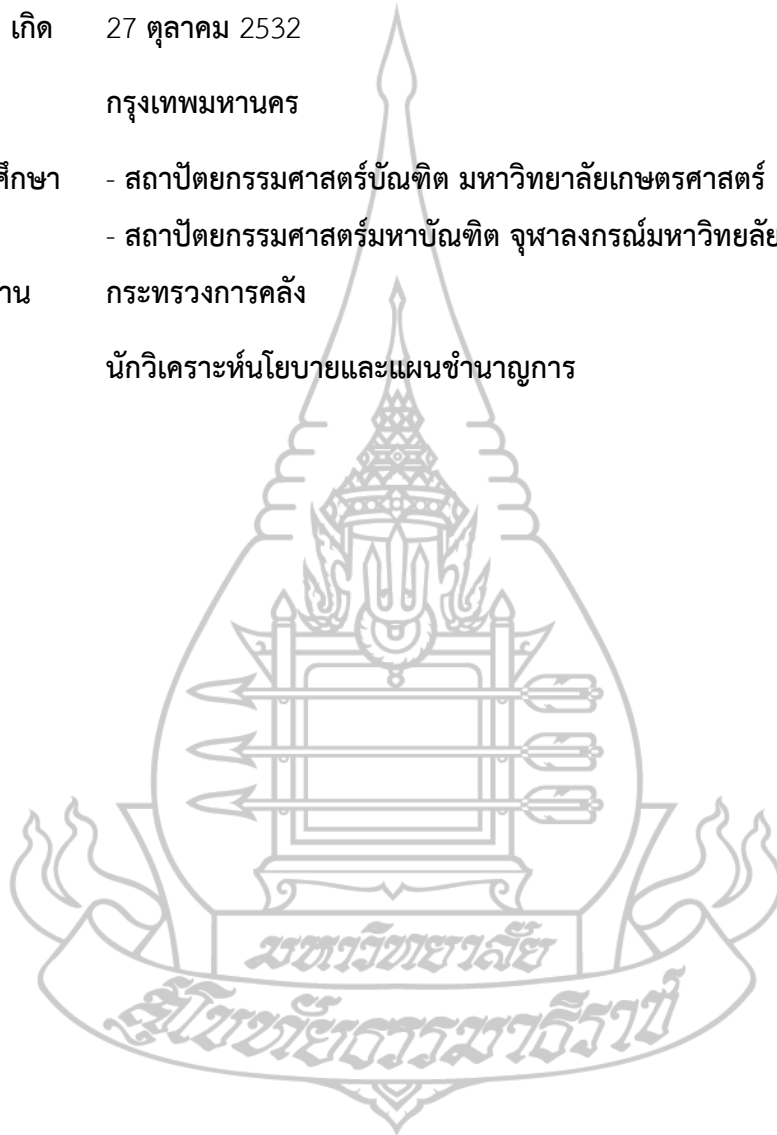 เกิด 27 ตุลาคม 2532
กรุงเทพมหานคร
ศึกษา - สถาปัตยกรรมศาสตร์บัณฑิต มหาวิทยาลัยเกษตรศาสตร์
- สถาปัตยกรรมศาสตร์มหาบัณฑิต จุฬาลงกรณ์มหาวิทยลัย
าน กระทรวงการคลัง
นักวิเคราะห์นโยบายและแผนชำนาญการ
มหาวิทยาลัย
สุโขทัยธรรมาธิราช